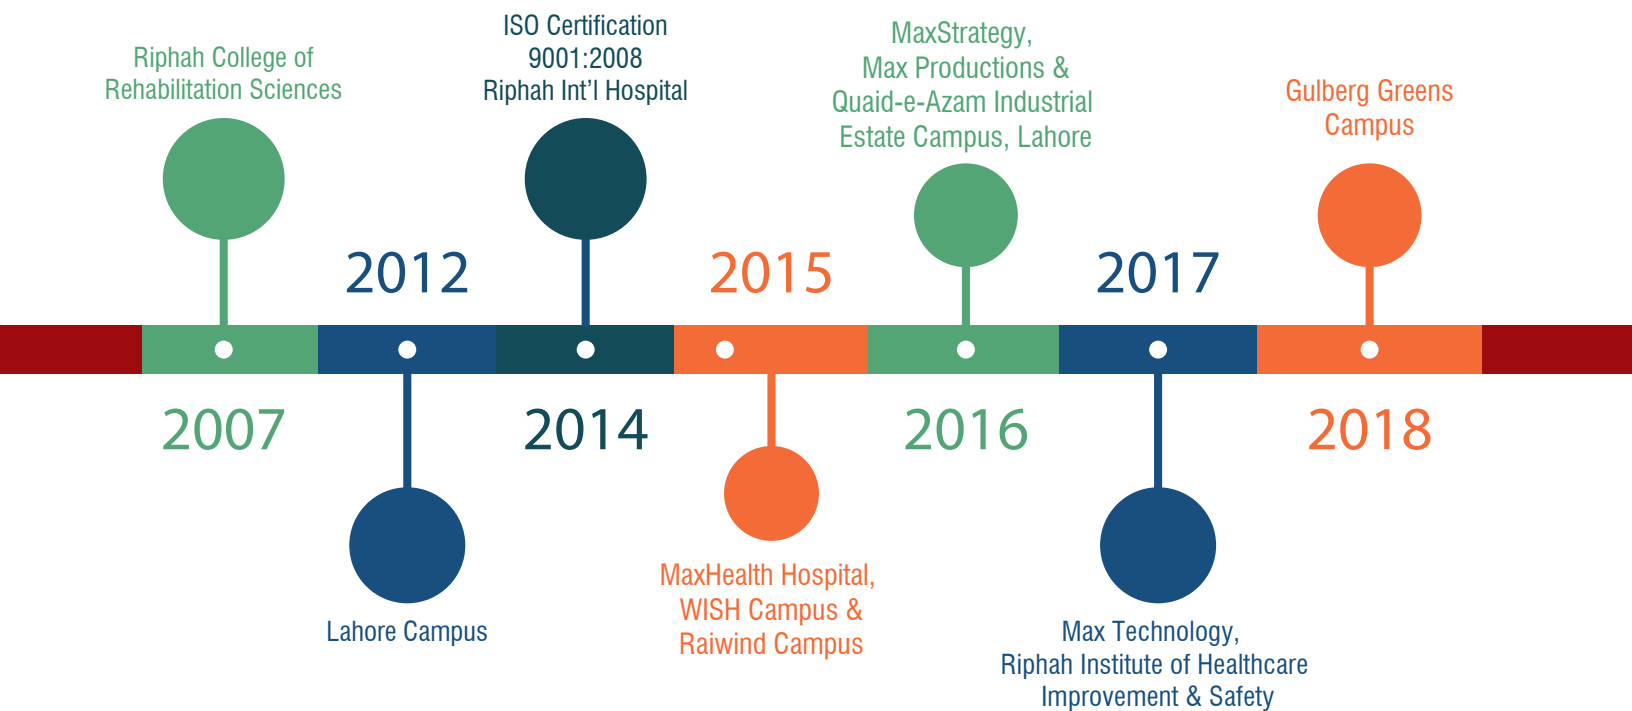 Riphah College of
Rehabilitation Sciences
2007
2012
Lahore Campus
ISO Certification
9001:2008
Riphah Int’l Hospital
2014
2015
MaxHealth Hospital,
WISH Campus &
Raiwind Campus
MaxStrategy,
Max Productions &
Quaid-e-Azam Industrial
Estate Campus, Lahore
2016
2017
Max Technology,
Riphah Institute of Healthcare
Improvement & Safety
Gulberg Greens
Campus
2018